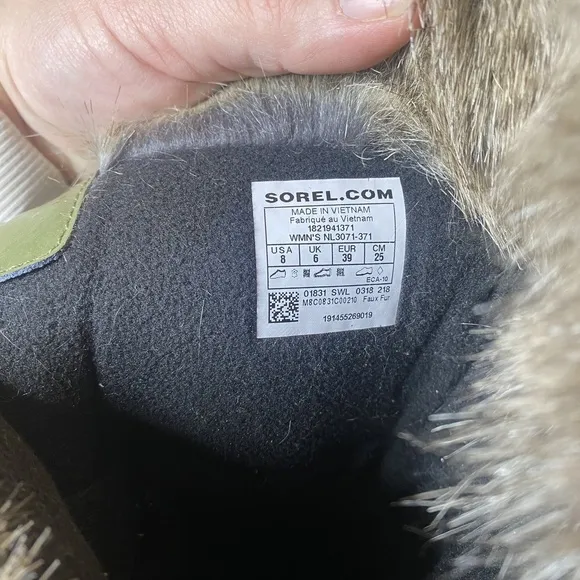 SOREL.COM
MADE IN VIETNAM
Fabriqué au Vietnam
1821941371
WMN'S NL3071-371
USA UK EUR CM
8 6 39 25
ECA-10
01831 SWL 0318 218
M8C0831C00210 Faux Fur
191455269019